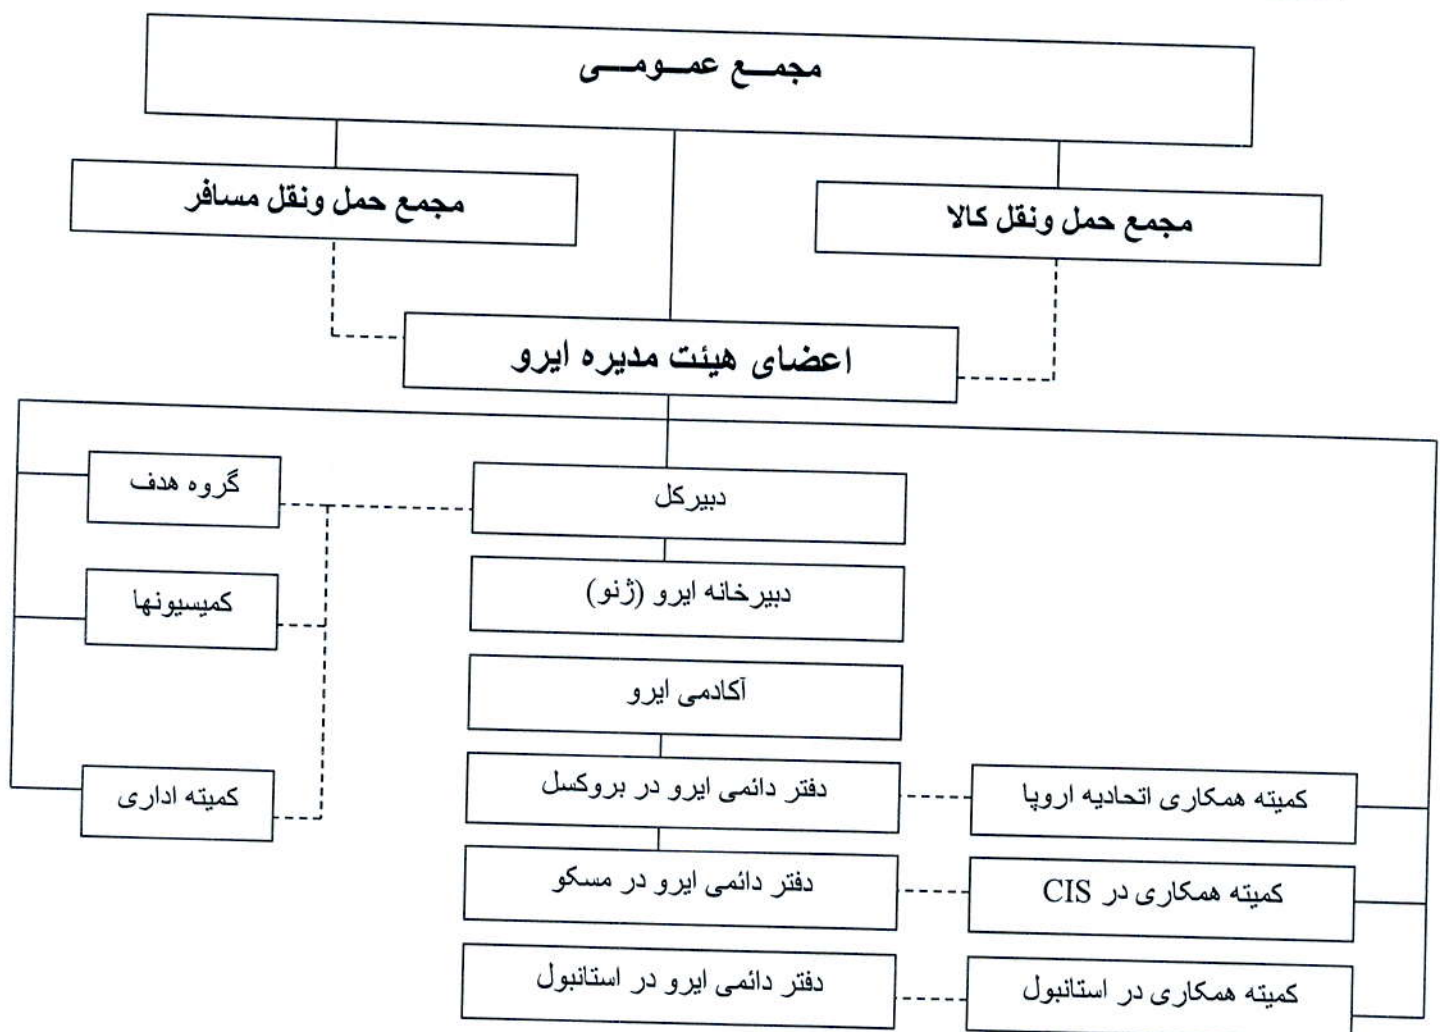 مجمـــع عمـــومـــی
مجمع حمل ونقل کالا
مجمع حمل ونقل مسافر
اعضای هیئت مدیره ایرو
دبیرکل
گروه هدف
دبیرخانه ایرو (ژنو)
کمیسیونها
آکادمی ایرو
دفتر دائمی ایرو در بروکسل
کمیته همکاری اتحادیه اروپا
کمیته اداری
دفتر دائمی ایرو در مسکو
کمیته همکاری در CIS
دفتر دائمی ایرو در استانبول
کمیته همکاری در استانبول